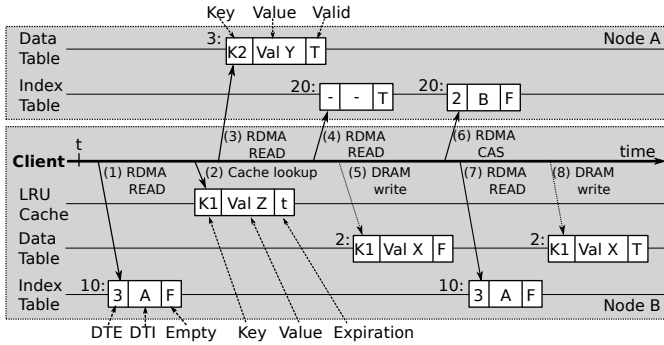 Key Value Valid
Data Table
3: K2 Val Y T
Node A
Index Table
20: - - T
20: 2 B F
t
(3) RDMA READ
(4) RDMA READ
(6) RDMA CAS
time
Client
(1) RDMA READ
(2) Cache lookup
(5) DRAM write
(7) RDMA READ
(8) DRAM write
LRU Cache
K1 Val Z t
Data Table
2: K1 Val X F
2: K1 Val X T
Index Table
10: 3 A F
10: 3 A F
Node B
DTE DTI Empty Key Value Expiration